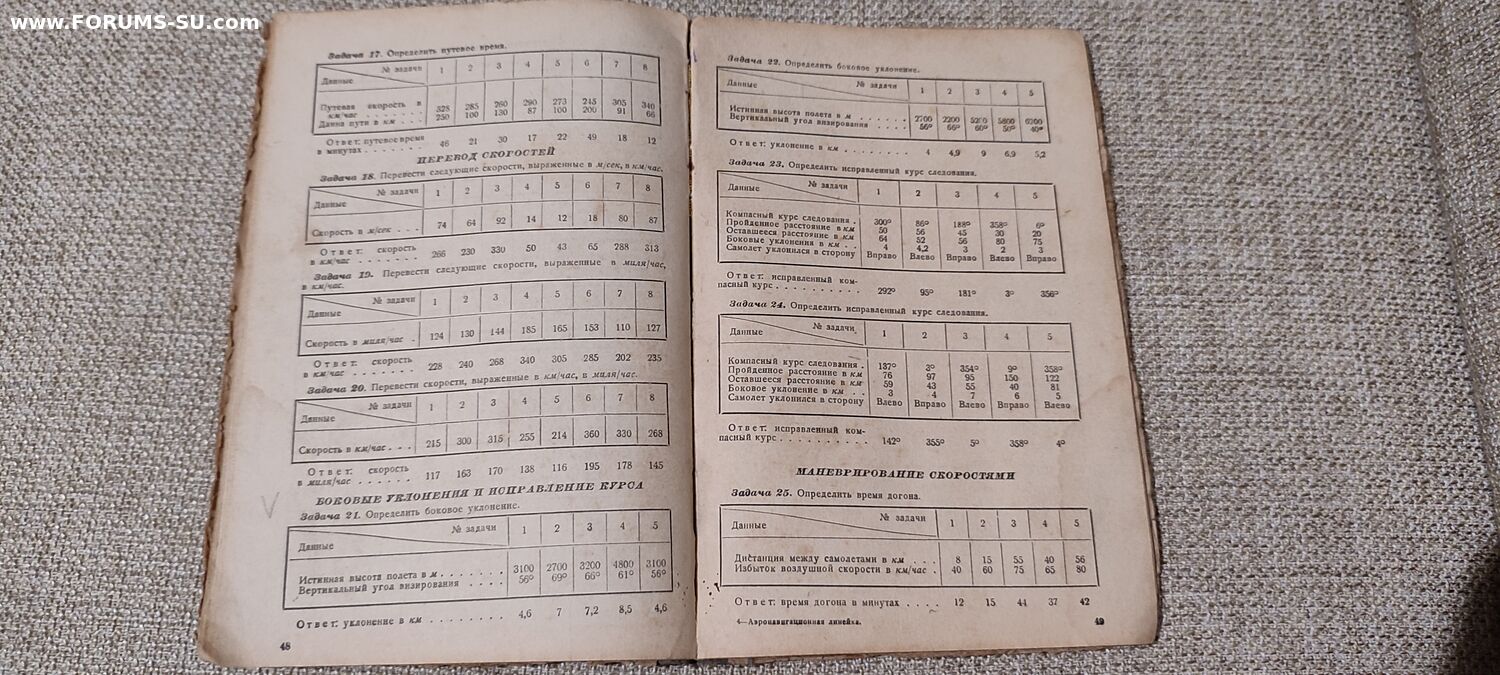 www.FORUMS-SU.com
Задача 17. Определить путевое время.
Данные № задачи 1 2 3 4 5 6 7 8
Путевая скорость в
км/час . . . 328 285 260 290 273 245 305 340
Длина пути в км . . . 250 100 130 87 100 200 91 66
Ответ: путевое время
в минутах . . . . . . . 46 21 30 17 22 49 18 12
ПЕРЕВОД СКОРОСТЕЙ
Задача 18. Перевести следующие скорости, выраженные в м/сек, в км/час.
Данные № задачи 1 2 3 4 5 6 7 8
Скорость в м/сек . . . 74 64 92 14 12 18 80 87
Ответ: скорость
в км/час . . . . . . . 266 230 330 50 43 65 288 313
Задача 19. Перевести следующие скорости, выраженные в миля/час,
в км/час.
Данные № задачи 1 2 3 4 5 6 7 8
Скорость в миля/час . 124 130 144 185 165 153 110 127
Ответ: скорость
в км/час . . . . . . . 228 240 268 340 305 285 202 235
Задача 20. Перевести скорости, выраженные в км/час, в миля/час.
Данные № задачи 1 2 3 4 5 6 7 8
Скорость в км/час . . . 215 300 315 255 214 360 330 268
Ответ: скорость
в миля/час . . . . . . 117 163 170 138 116 195 178 145
БОКОВЫЕ УКЛОНЕНИЯ И ИСПРАВЛЕНИЕ КУРСА
Задача 21. Определить боковое уклонение.
Данные № задачи 1 2 3 4 5
Истинная высота полета в м . . . . . . . 3100 2700 3200 4800 3100
Вертикальный угол визирования . . . . 56° 69° 66° 61° 56°
Ответ: уклонение в км . . . . . . . . 4,6 7 7,2 8,5 4,6
48
Задача 22. Определить боковое уклонение.
Данные № задачи 1 2 3 4 5
Истинная высота полета в м . . . . . . . 2700 2200 5200 5800 6200
Вертикальный угол визирования . . . . 56° 66° 60° 50° 40°
Ответ: уклонение в км . . . . . . . . . 4 4,9 9 6,9 5,2
Задача 23. Определить исправленный курс следования.
Данные № задачи 1 2 3 4 5
Компасный курс следования . 300° 86° 188° 358° 6°
Пройденное расстояние в км 50 56 45 30 20
Оставшееся расстояние в км 64 52 56 80 75
Боковые уклонения в км . . 4 4,2 3 2 3
Самолет уклонился в сторону Вправо Влево Вправо Влево Вправо
Ответ: исправленный ком-
пасный курс . . . . . . . . . . 292° 95° 181° 3° 356°
Задача 24. Определить исправленный курс следования.
Данные № задачи 1 2 3 4 5
Компасный курс следования . 137° 3° 354° 9° 358°
Пройденное расстояние в км 76 97 95 150 122
Оставшееся расстояние в км 59 43 55 40 81
Боковое уклонение в км . . 3 4 7 6 5
Самолет уклонился в сторону Влево Вправо Влево Вправо Влево
Ответ: исправленный ком-
пасный курс . . . . . . . . . . 142° 355° 5° 358° 4°
МАНЕВРИРОВАНИЕ СКОРОСТЯМИ
Задача 25. Определить время догона.
Данные № задачи 1 2 3 4 5
Дистанция между самолетами в км . . . 8 15 55 40 56
Избыток воздушной скорости в км/час . 40 60 75 65 80
Ответ: время догона в минутах . . . . 12 15 44 37 42
4—Аэронавигационная линейка.
49